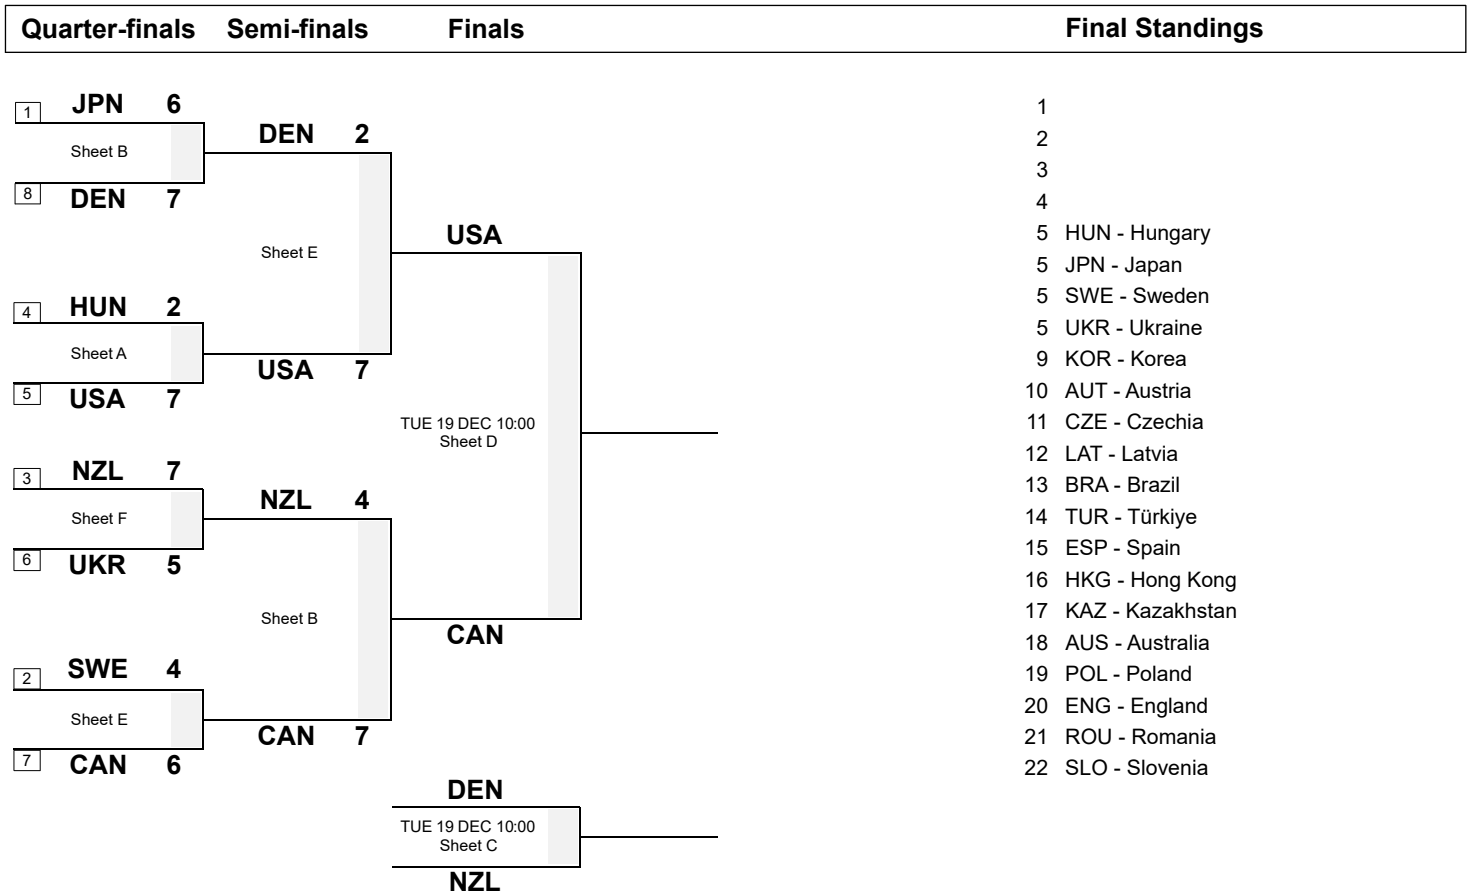 Quarter-finals Semi-finals Finals Final Standings
1 JPN 6
Sheet B
8 DEN 7
4 HUN 2
Sheet A
5 USA 7
3 NZL 7
Sheet F
6 UKR 5
2 SWE 4
Sheet E
7 CAN 6
DEN 2
Sheet E
USA 7
NZL 4
Sheet B
CAN 7
USA
TUE 19 DEC 10:00
Sheet D
CAN
DEN
TUE 19 DEC 10:00
Sheet C
NZL
1
2
3
4
5 HUN - Hungary
5 JPN - Japan
5 SWE - Sweden
5 UKR - Ukraine
9 KOR - Korea
10 AUT - Austria
11 CZE - Czechia
12 LAT - Latvia
13 BRA - Brazil
14 TUR - Türkiye
15 ESP - Spain
16 HKG - Hong Kong
17 KAZ - Kazakhstan
18 AUS - Australia
19 POL - Poland
20 ENG - England
21 ROU - Romania
22 SLO - Slovenia